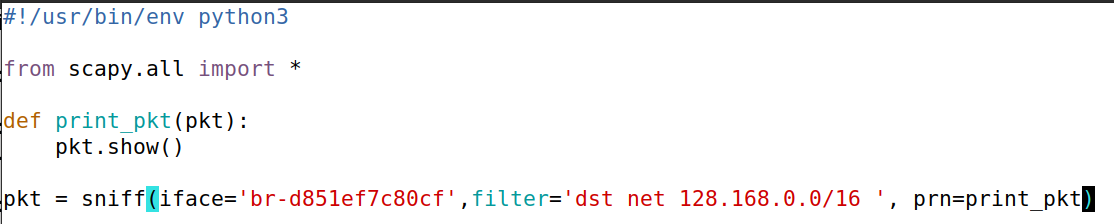 #!/usr/bin/env python3
from scapy.all import *
def print_pkt(pkt):
    pkt.show()
pkt = sniff(iface='br-d851ef7c80cf',filter='dst net 128.168.0.0/16 ', prn=print_pkt)